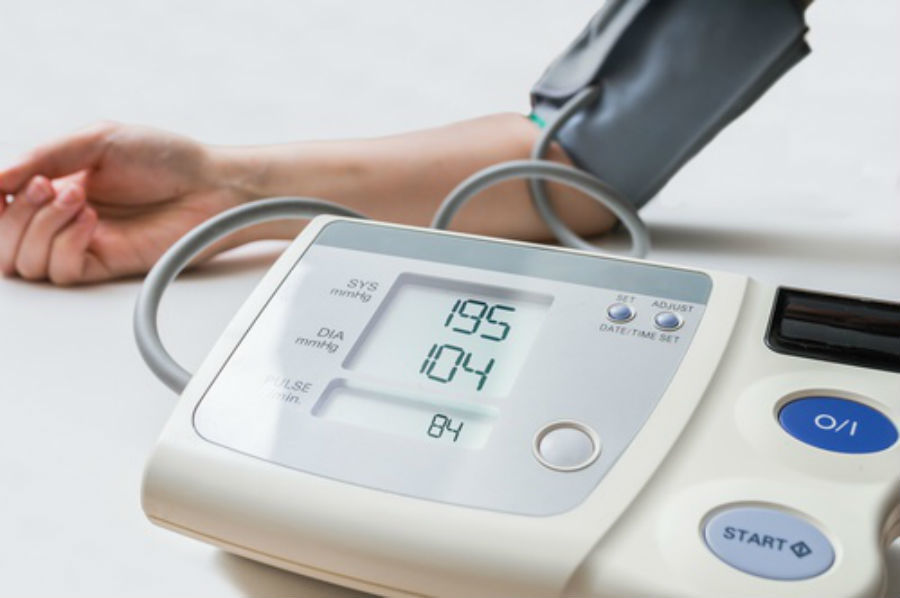 SYS
mmHg
195
DIA
mmHg
104
PULSE
/min.
84
SET
ADJUST
DATE/TIME SET
O/I
START